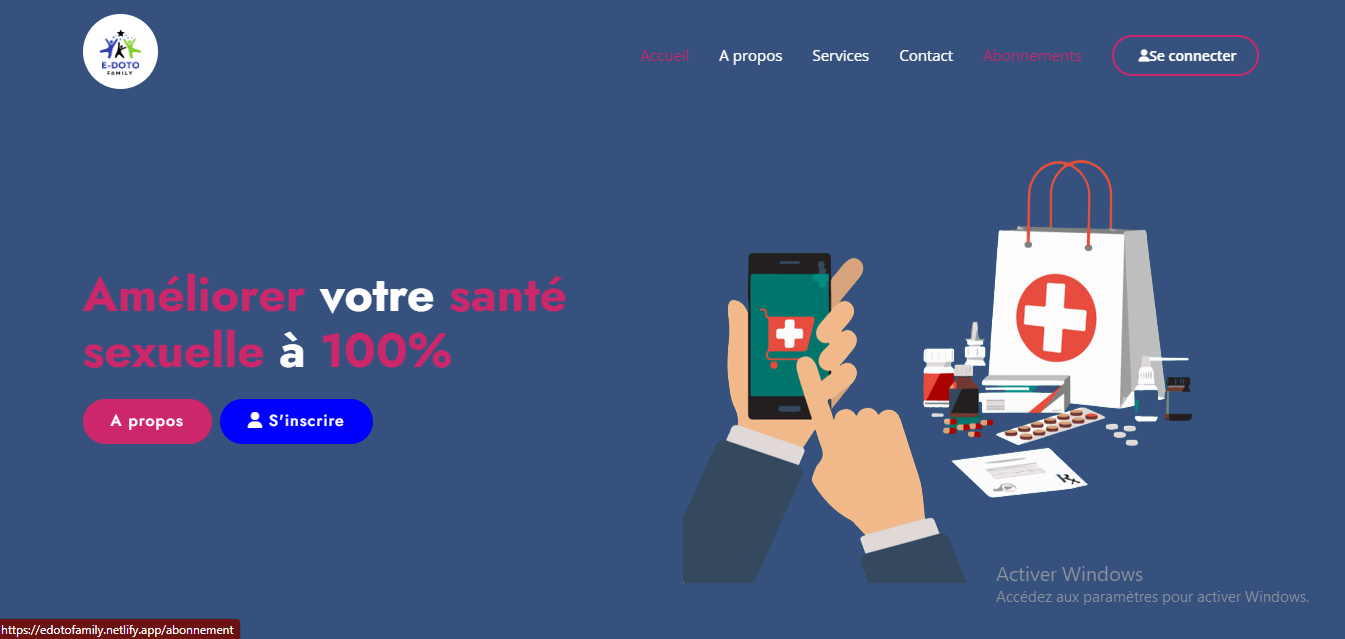 E-DOTO
FAMILY
Accueil
A propos
Services
Contact
Abonnements
Se connecter
Améliorer votre santé
sexuelle à 100%
A propos
S'inscrire
Rx
Activer Windows
Accédez aux paramètres pour activer Windows.
https://edotofamily.netlify.app/abonnement